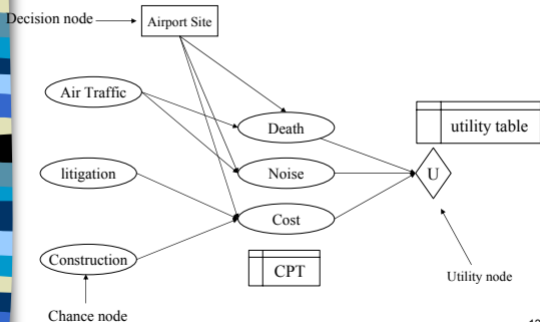 Decision node
Airport Site
Air Traffic
Death
utility table
litigation
Noise
U
Cost
Construction
CPT
Utility node
Chance node